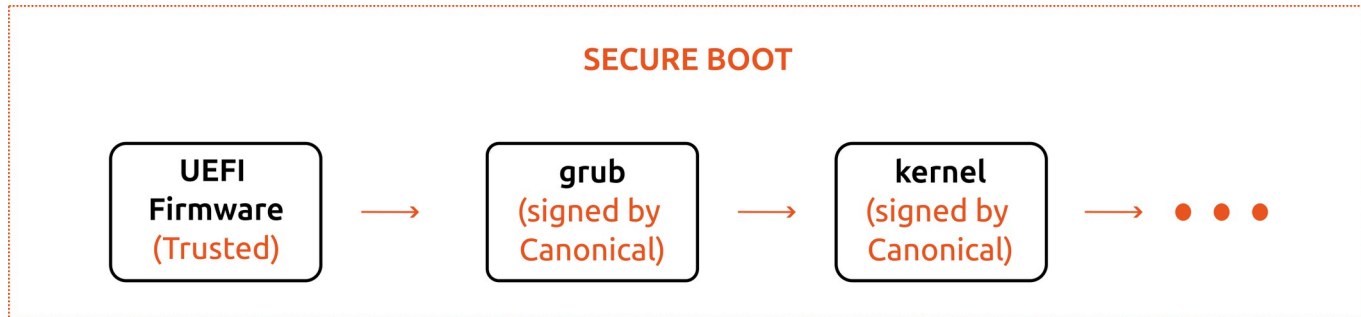 SECURE BOOT
UEFI
Firmware
(Trusted)
grub
(signed by
Canonical)
kernel
(signed by
Canonical)